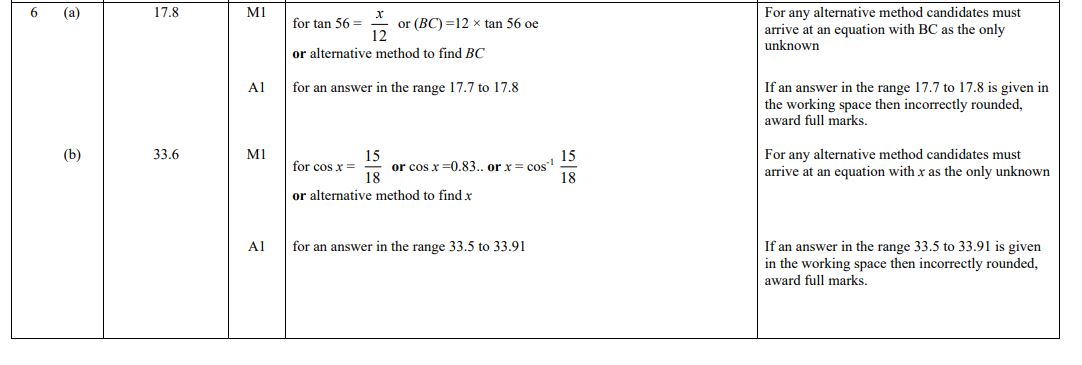 6 (a) 17.8 M1 for tan 56 = x/12 or (BC) =12 × tan 56 oe
or alternative method to find BC
For any alternative method candidates must
arrive at an equation with BC as the only
unknown
A1 for an answer in the range 17.7 to 17.8
If an answer in the range 17.7 to 17.8 is given in
the working space then incorrectly rounded,
award full marks.
(b) 33.6 M1 for cos x = 15/18 or cos x =0.83.. or x = cos⁻¹ 15/18
or alternative method to find x
For any alternative method candidates must
arrive at an equation with x as the only unknown
A1 for an answer in the range 33.5 to 33.91
If an answer in the range 33.5 to 33.91 is given
in the working space then incorrectly rounded,
award full marks.